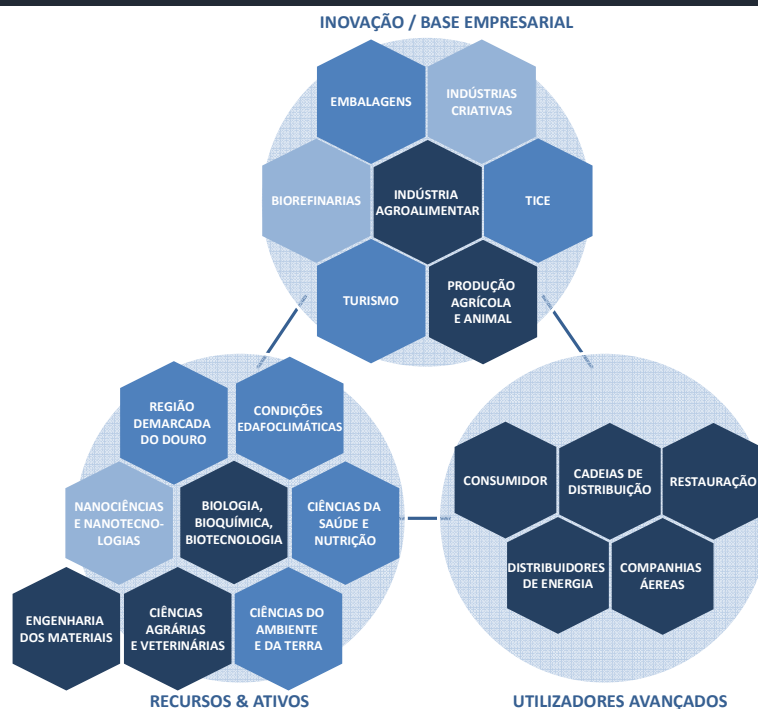 INOVAÇÃO / BASE EMPRESARIAL
EMBALAGENS
INDÚSTRIAS
CRIATIVAS
BIOREFINARIAS
INDÚSTRIA
AGROALIMENTAR
TICE
TURISMO
PRODUÇÃO
AGRÍCOLA
E ANIMAL
REGIÃO
DEMARCADA
DO DOURO
CONDIÇÕES
EDAFOCLIMÁTICAS
NANOCIÊNCIAS
E NANOTECNO-
LOGIAS
BIOLOGIA,
BIOQUÍMICA,
BIOTECNOLOGIA
CIÊNCIAS DA
SAÚDE E
NUTRIÇÃO
ENGENHARIA
DOS MATERIAIS
CIÊNCIAS
AGRÁRIAS
E VETERINÁRIAS
CIÊNCIAS DO
AMBIENTE
E DA TERRA
RECURSOS & ATIVOS
CONSUMIDOR
CADEIAS DE
DISTRIBUIÇÃO
RESTAURAÇÃO
DISTRIBUIDORES
DE ENERGIA
COMPANHIAS
ÁEREAS
UTILIZADORES AVANÇADOS